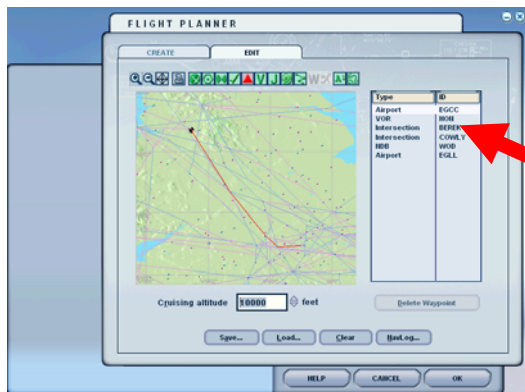 FLIGHT PLANNER
CREATE EDIT
Type ID
Airport EGCC
VOR HON
Intersection BEREK
Intersection COWLY
NDB WOD
Airport EGLL
Cruising altitude 10000 feet
Delete Waypoint
Save... Load... Clear NavLog...
HELP CANCEL OK